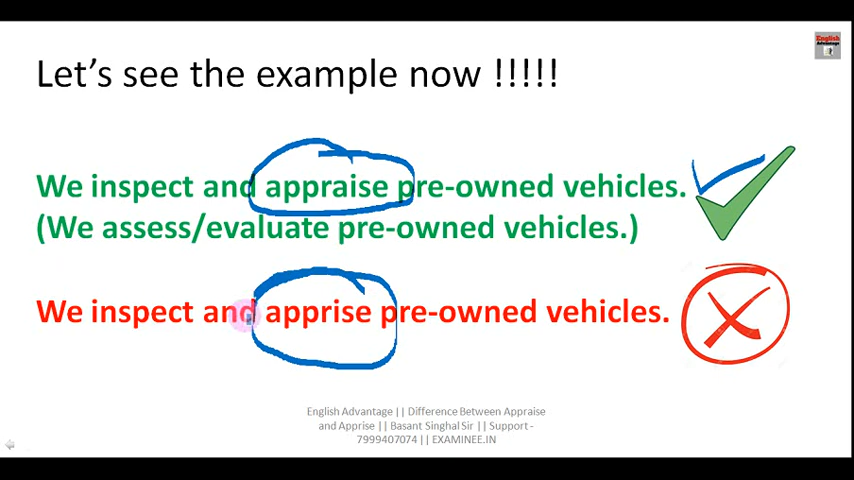 English
Advantage
Let's see the example now !!!!!
We inspect and appraise pre-owned vehicles.
(We assess/evaluate pre-owned vehicles.)
We inspect and apprise pre-owned vehicles.
English Advantage || Difference Between Appraise
and Apprise || Basant Singhal Sir || Support -
7999407074 || EXAMINEE.IN